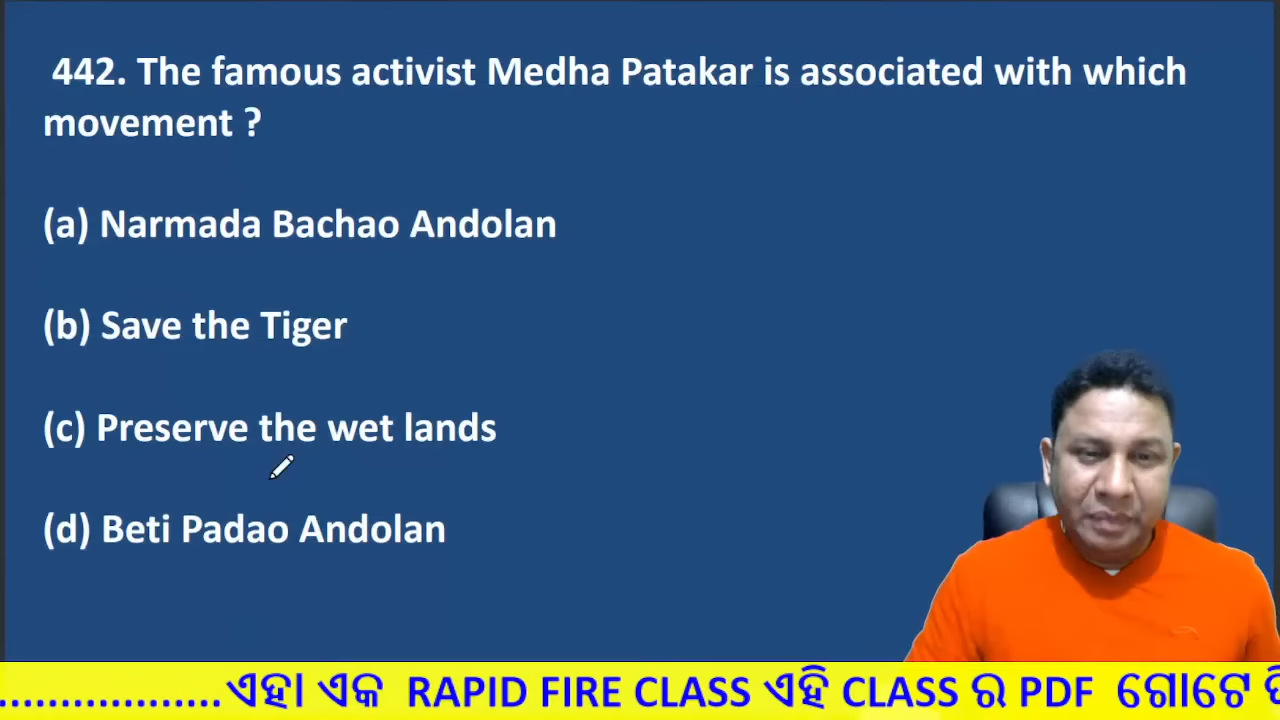 442. The famous activist Medha Patakar is associated with which
movement ?
(a) Narmada Bachao Andolan
(b) Save the Tiger
(c) Preserve the wet lands
(d) Beti Padao Andolan
..................ଏହା ଏକ RAPID FIRE CLASS ଏହି CLASS ର PDF ଗୋଟେ